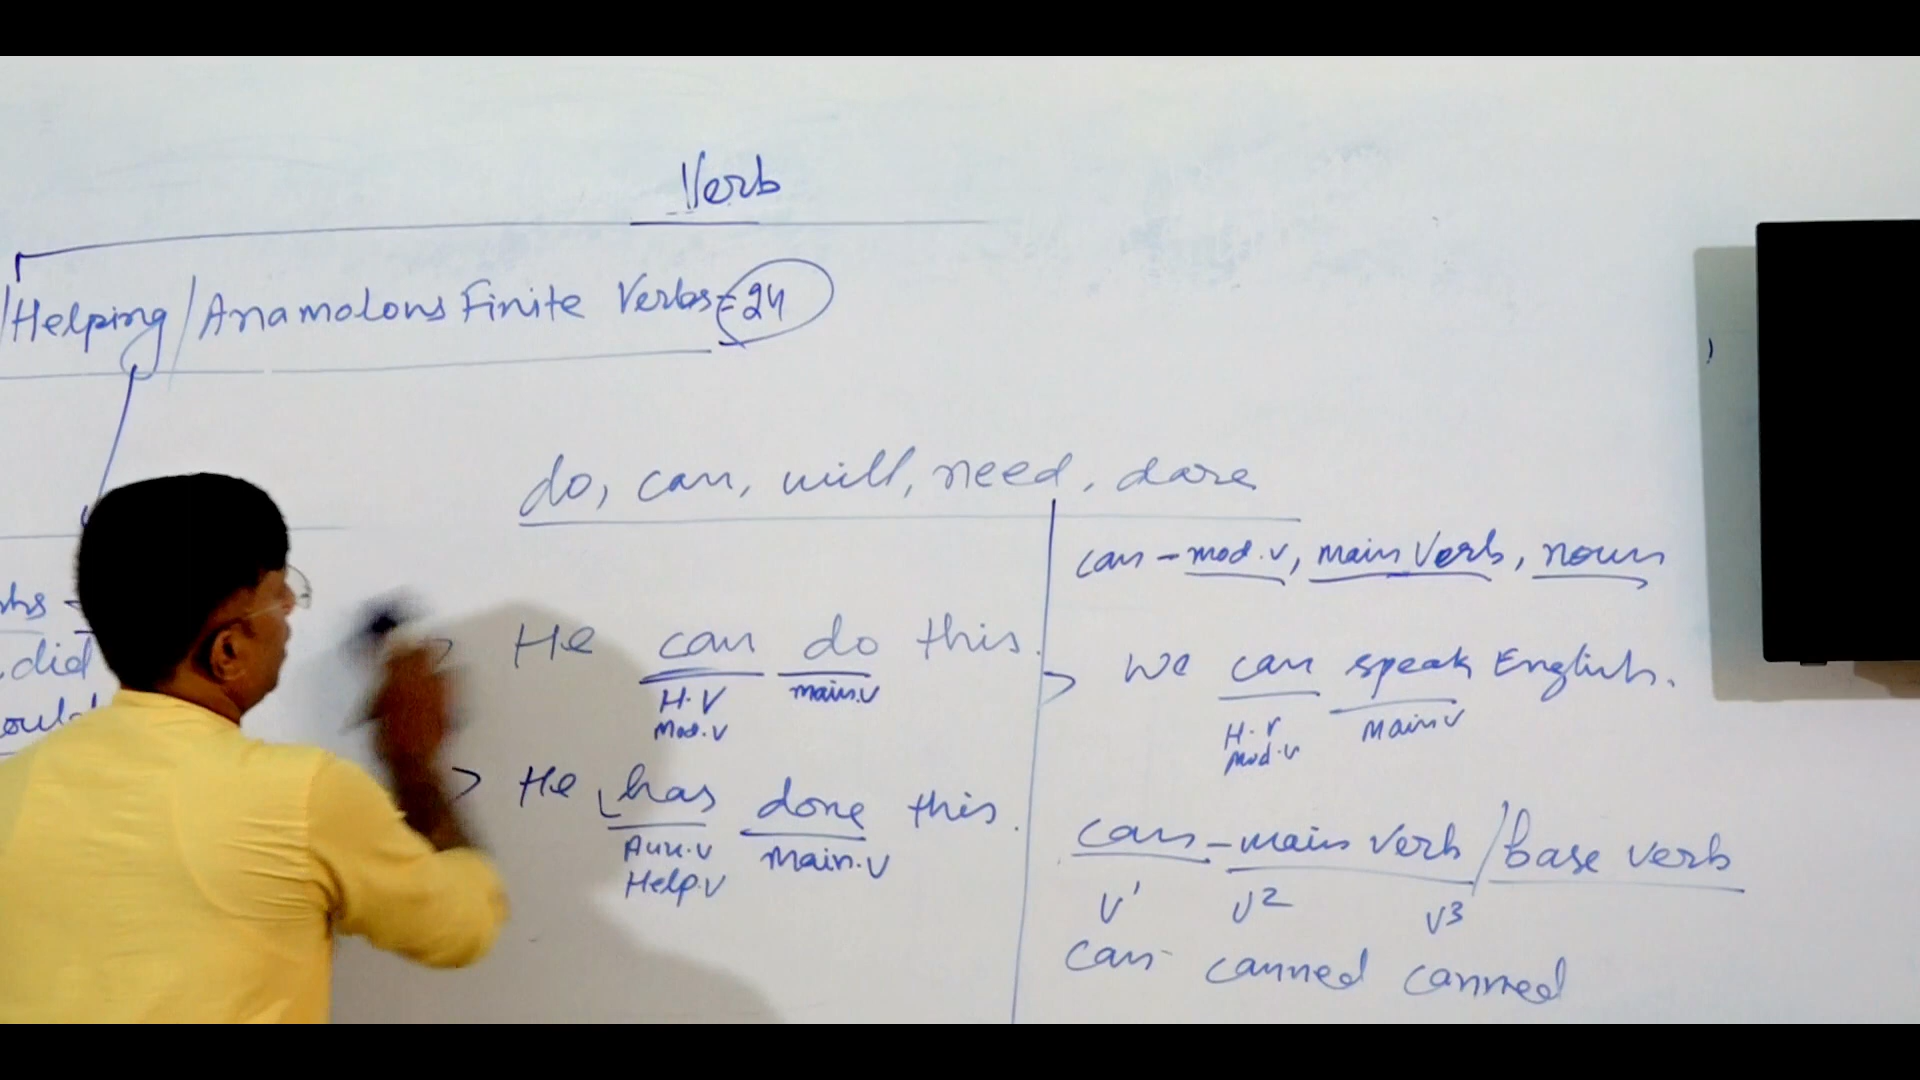 Verb
/Helping/Anamolous Finite Verbs = 24
do, can, will, need, dare
can - mod.v, main Verb, noun
did
He can do this.
H.V main.v
Mod.v
We can speak English.
H.V main v
mod.v
He has done this.
Aux.v main.v
Help.v
can - main verb / base verb
V1 V2 V3
can canned canned